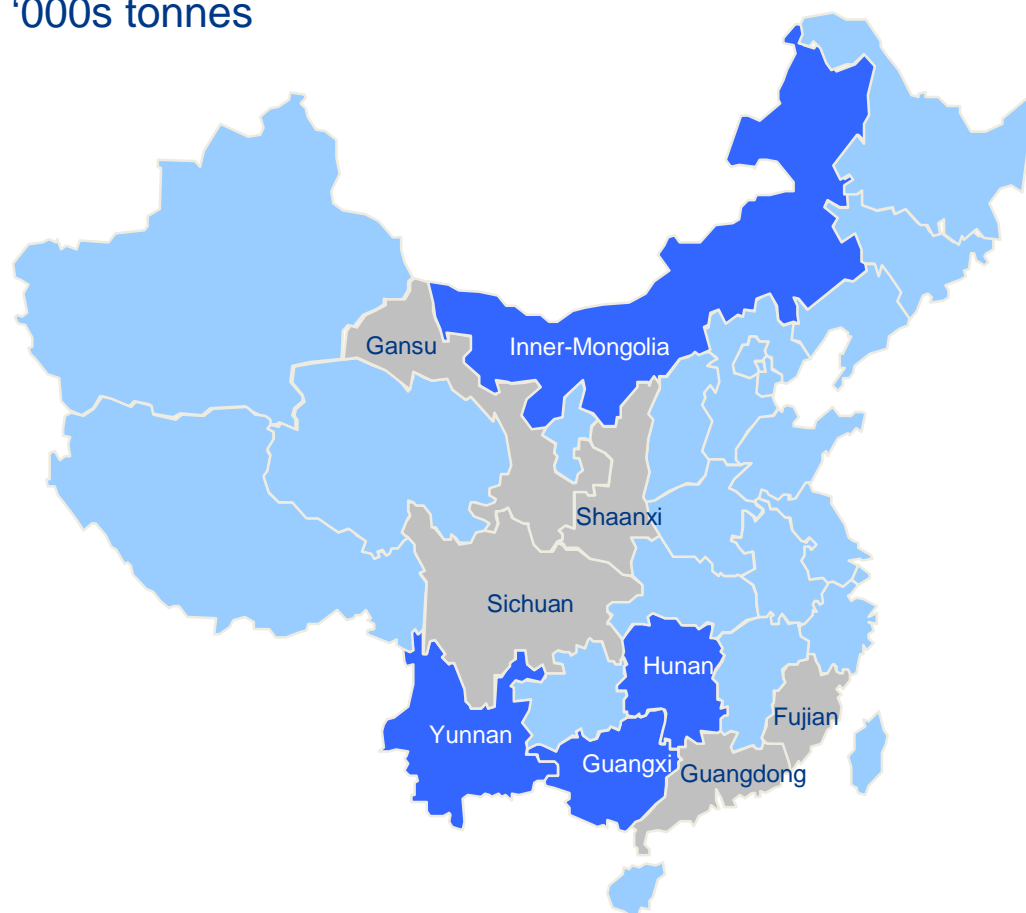 ‘000s tonnes
Gansu
Inner-Mongolia
Shaanxi
Sichuan
Hunan
Fujian
Yunnan
Guangxi
Guangdong